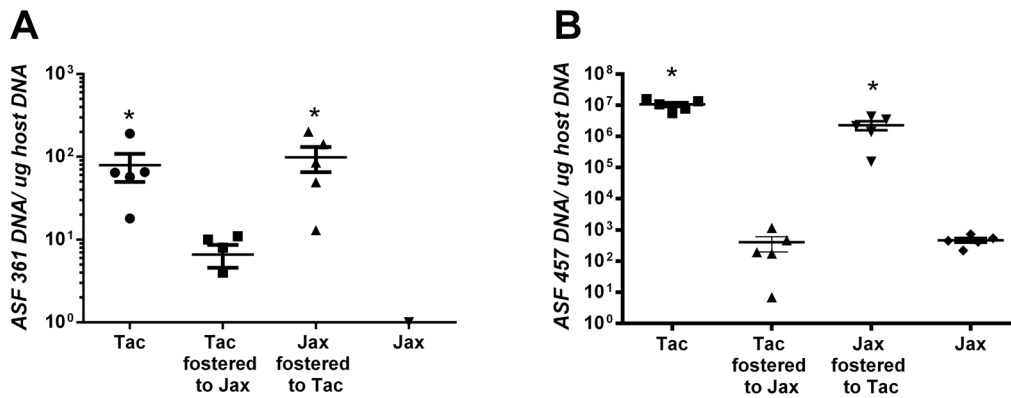 A
ASF 361 DNA/ ug host DNA
10³
10²
10¹
10⁰
*
*
Tac
Tac
fostered
to Jax
Jax
fostered
to Tac
Jax
B
ASF 457 DNA/ ug host DNA
10⁸
10⁷
10⁶
10⁵
10⁴
10³
10²
10¹
10⁰
*
*
Tac
Tac
fostered
to Jax
Jax
fostered
to Tac
Jax